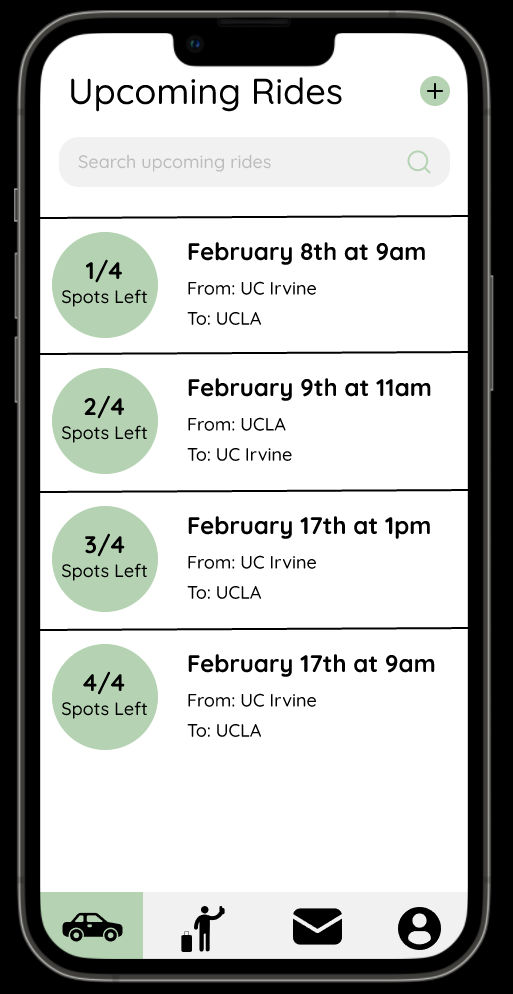 Upcoming Rides
Search upcoming rides
1/4
Spots Left
February 8th at 9am
From: UC Irvine
To: UCLA
2/4
Spots Left
February 9th at 11am
From: UCLA
To: UC Irvine
3/4
Spots Left
February 17th at 1pm
From: UC Irvine
To: UCLA
4/4
Spots Left
February 17th at 9am
From: UC Irvine
To: UCLA